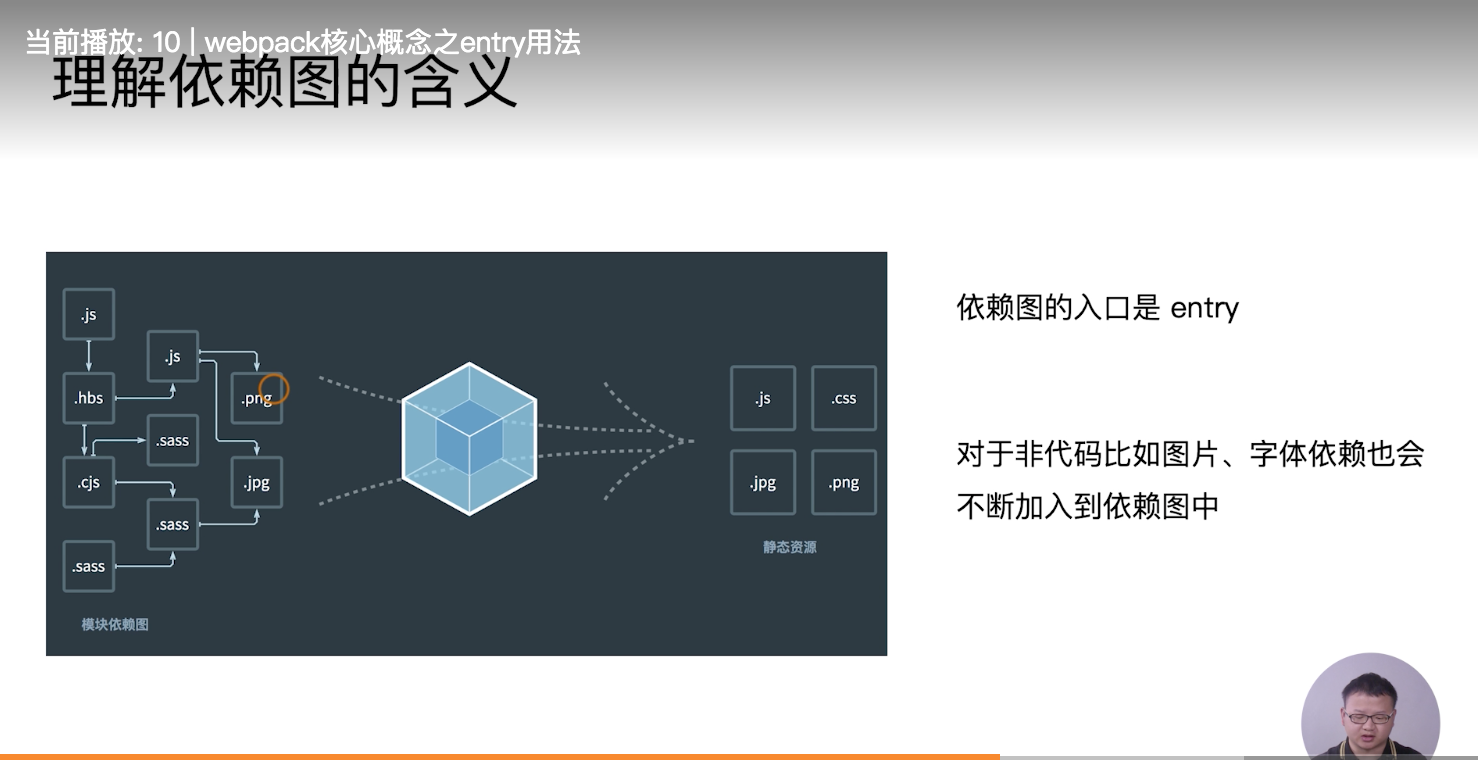 当前播放: 10 | webpack核心概念之entry用法
理解依赖图的含义
.js
.js
.hbs
.png
.sass
.cjs
.jpg
.sass
.sass
模块依赖图
.js
.css
.jpg
.png
静态资源
依赖图的入口是 entry
对于非代码比如图片、字体依赖也会
不断加入到依赖图中